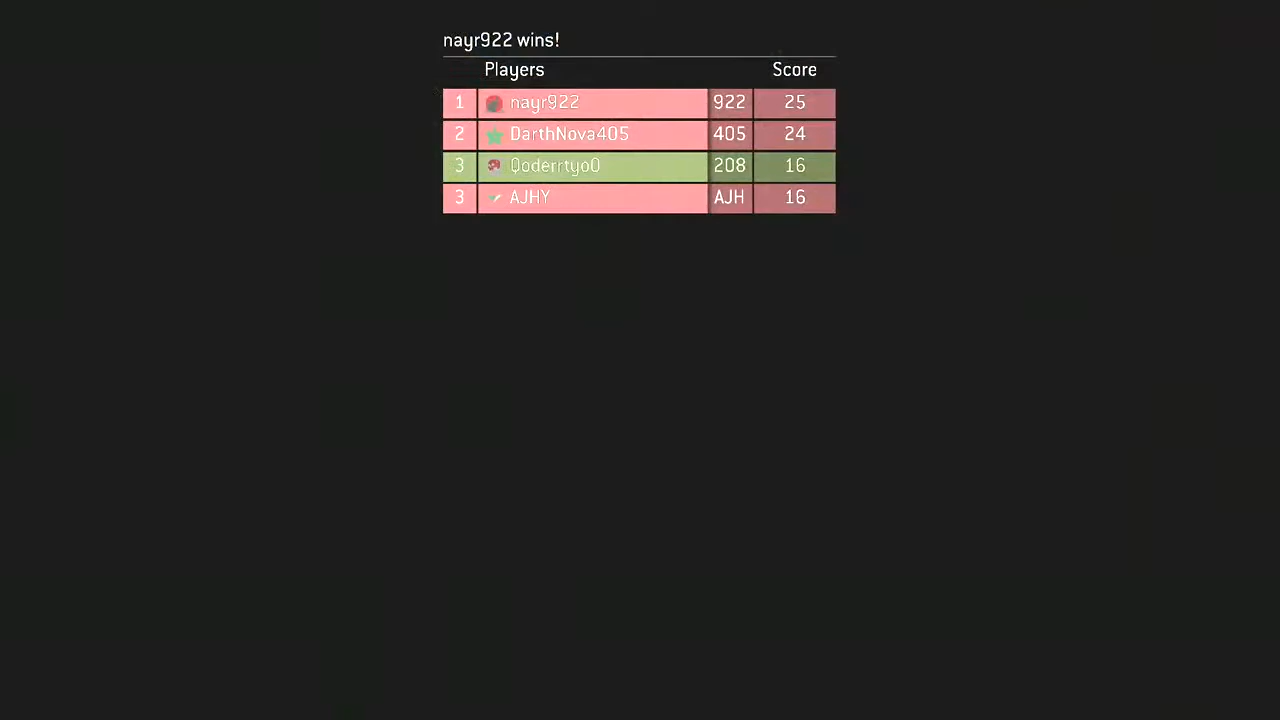 nayr922 wins!
Players Score
1 nayr922 922 25
2 DarthNova405 405 24
3 Qoderrtyo0 208 16
3 AJHY AJH 16